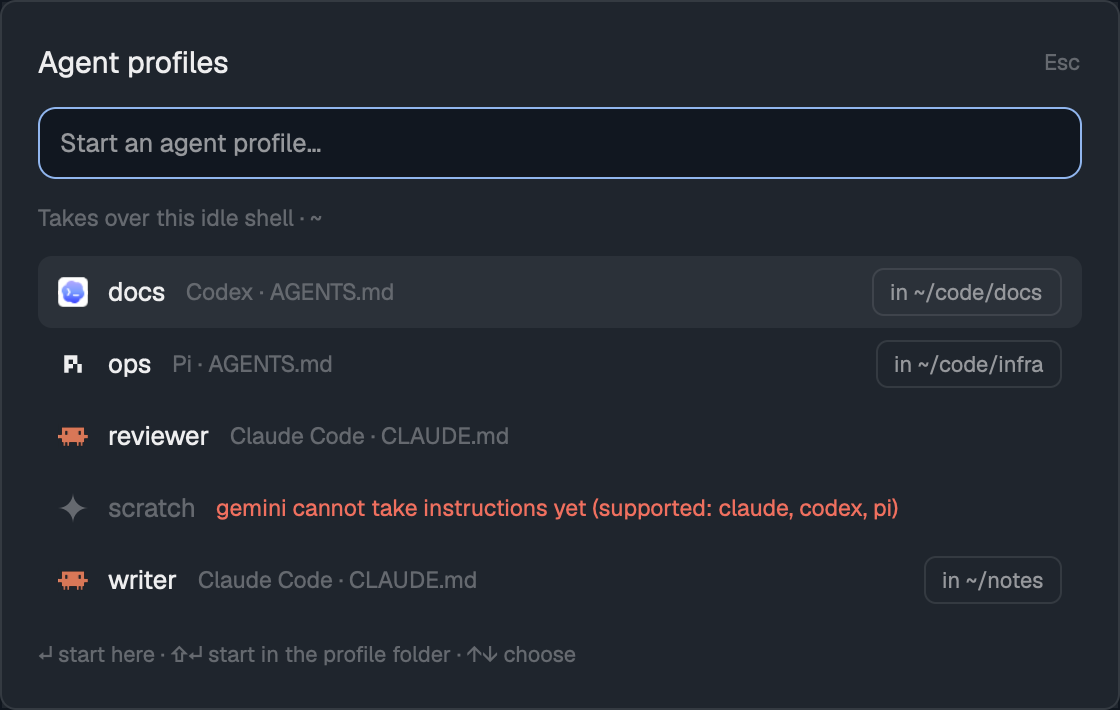 Agent profiles Esc
Start an agent profile...
Takes over this idle shell · ~
docs Codex · AGENTS.md in ~/code/docs
ops Pi · AGENTS.md in ~/code/infra
reviewer Claude Code · CLAUDE.md
scratch gemini cannot take instructions yet (supported: claude, codex, pi)
writer Claude Code · CLAUDE.md in ~/notes
↵ start here · ⇧↵ start in the profile folder · ↑↓ choose